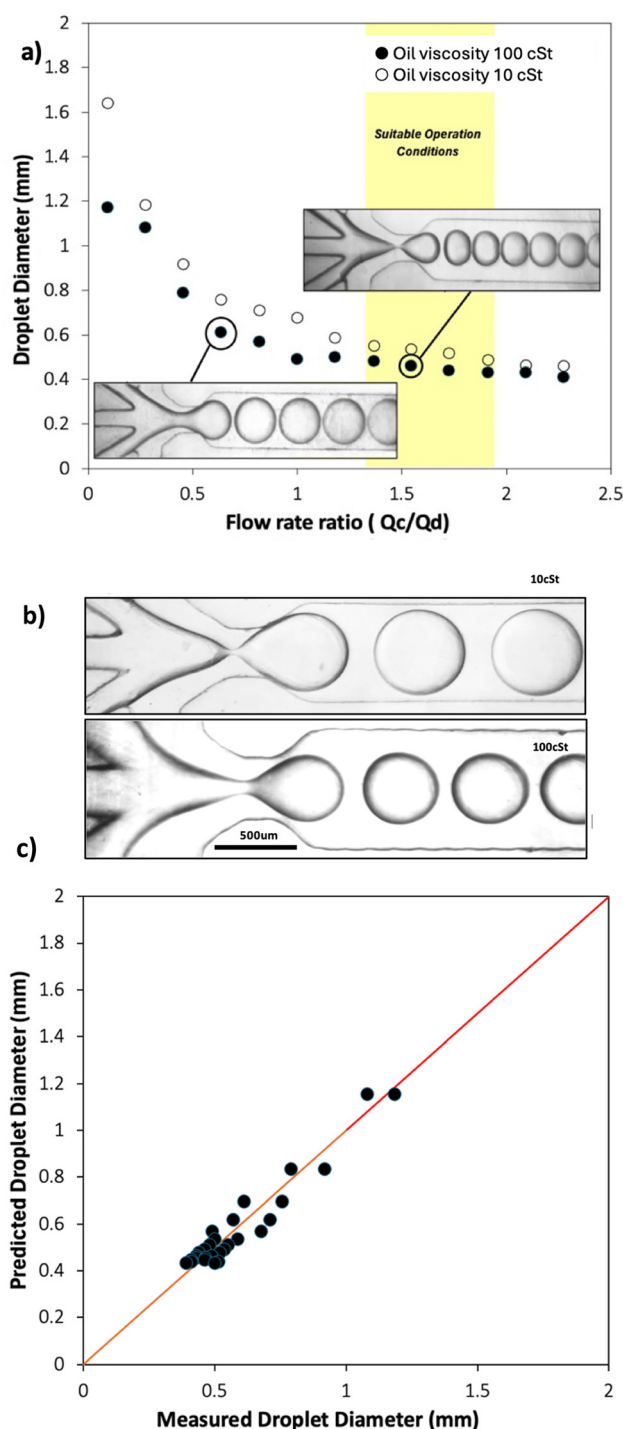 a)
2
1.8
1.6
1.4
1.2
1
0.8
0.6
0.4
0.2
0
Droplet Diameter (mm)
Oil viscosity 100 cSt
Oil viscosity 10 cSt
Suitable Operation
Conditions
0 0.5 1 1.5 2 2.5
Flow rate ratio ( Qc/Qd)
b)
10cSt
100cSt
500um
c)
2
1.8
1.6
1.4
1.2
1
0.8
0.6
0.4
0.2
0
Predicted Droplet Diameter (mm)
0 0.5 1 1.5 2
Measured Droplet Diameter (mm)